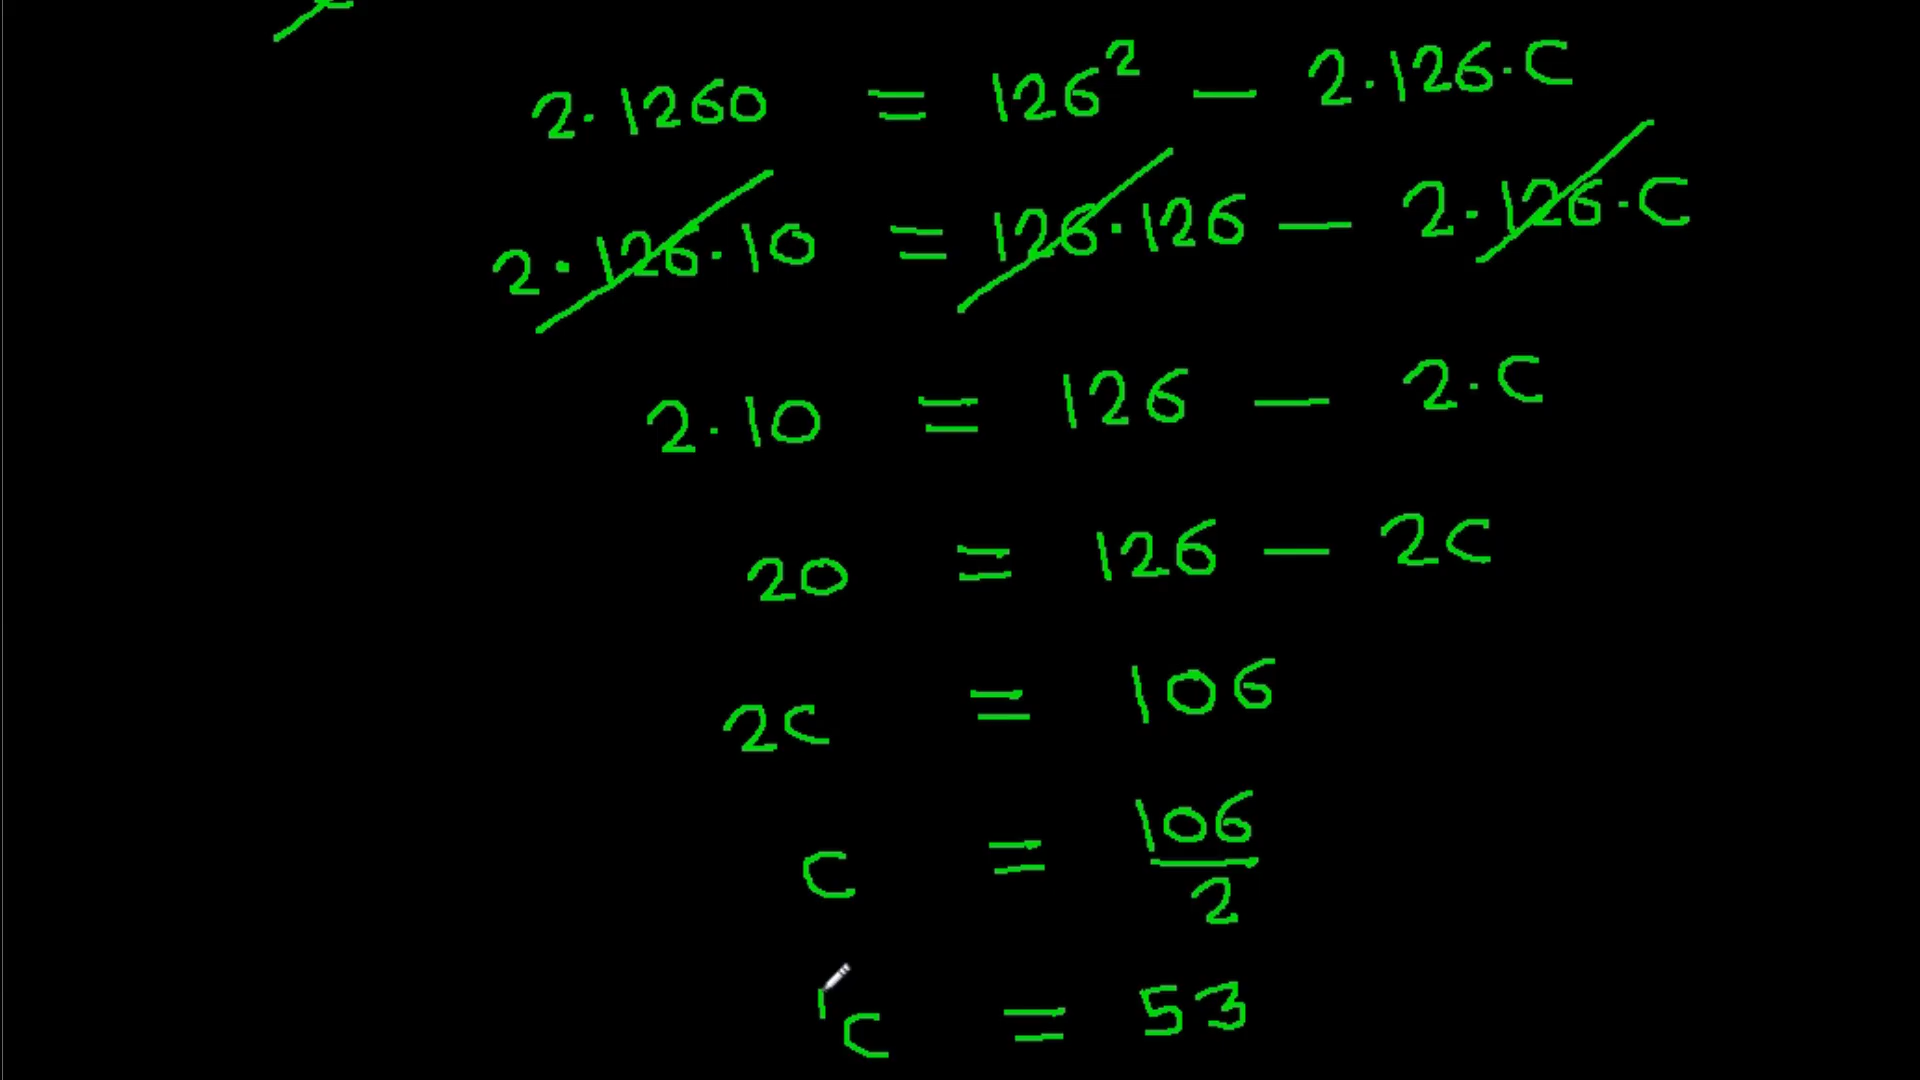 2·1260 = 126² – 2·126·C
2·126·10 = 126·126 – 2·126·C
2·10 = 126 – 2·C
20 = 126 – 2C
2C = 106
C = 106/2
C = 53